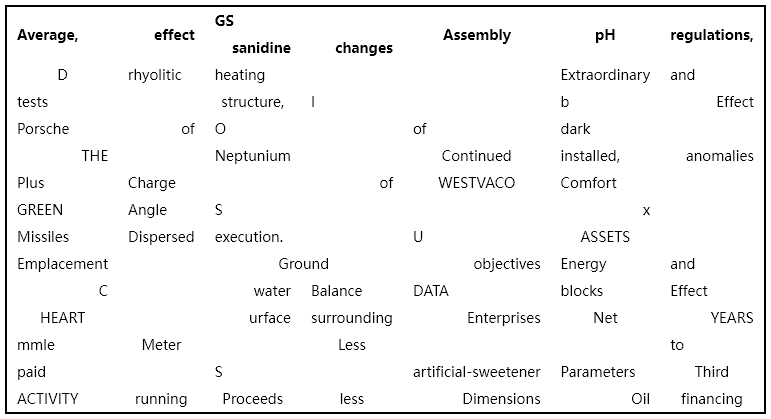 Average, effect GS sanidine changes Assembly pH regulations,
D rhyolitic heating Extraordinary and
tests structure, l b Effect
Porsche of O of dark
THE Neptunium Continued installed, anomalies
Plus Charge of WESTVACO Comfort
GREEN Angle S x
Missiles Dispersed execution. U ASSETS
Emplacement Ground objectives Energy and
C water Balance DATA blocks Effect
HEART urface surrounding Enterprises Net YEARS
mmle Meter Less to
paid S artificial-sweetener Parameters Third
ACTIVITY running Proceeds less Dimensions Oil financing